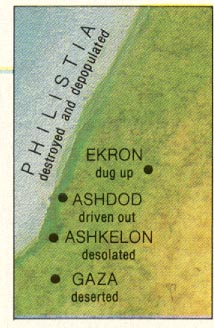 PHILISTIA
destroyed and depopulated
EKRON
dug up
ASHDOD
driven out
ASHKELON
desolated
GAZA
deserted